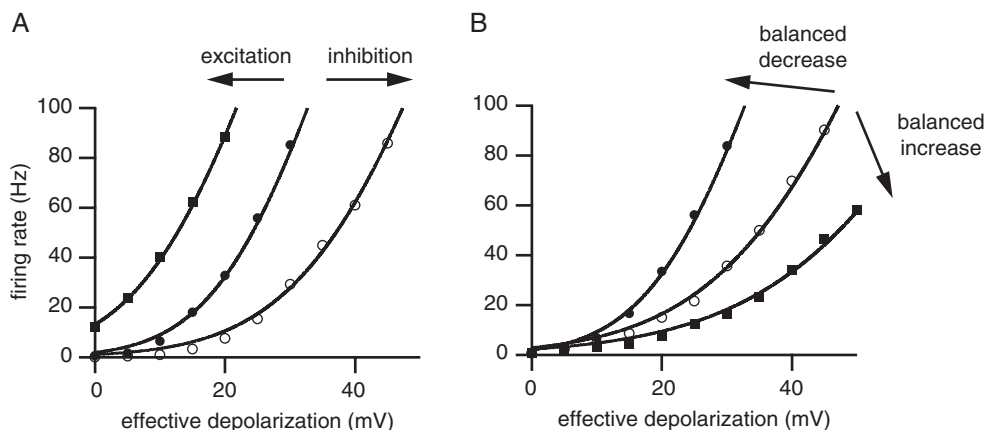 A
excitation
inhibition
100
80
60
40
20
0
firing rate (Hz)
0
20
40
effective depolarization (mV)
B
balanced
decrease
balanced
increase
100
80
60
40
20
0
0
20
40
effective depolarization (mV)